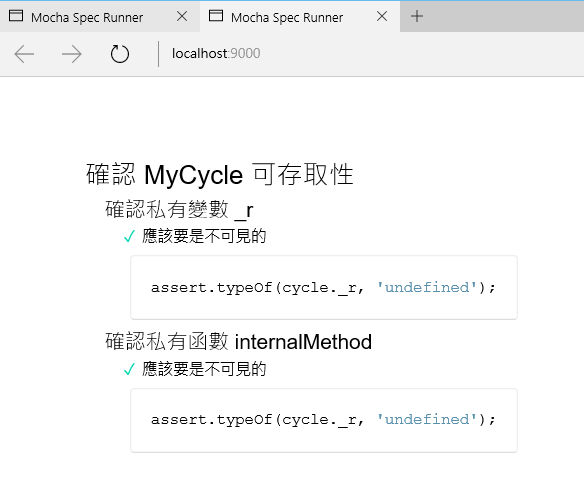 Mocha Spec Runner
Mocha Spec Runner
localhost:9000
確認 MyCycle 可存取性
確認私有變數 _r
✓ 應該要是不可見的
assert.typeOf(cycle._r, 'undefined');
確認私有函數 internalMethod
✓ 應該要是不可見的
assert.typeOf(cycle._r, 'undefined');